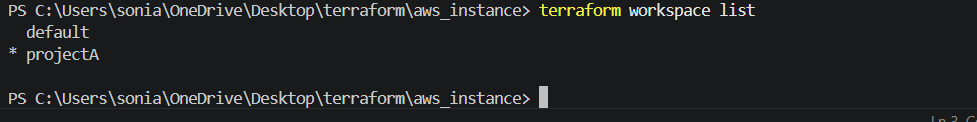 PS C:\Users\sonia\OneDrive\Desktop\terraform\aws_instance> terraform workspace list
default
* projectA
PS C:\Users\sonia\OneDrive\Desktop\terraform\aws_instance>